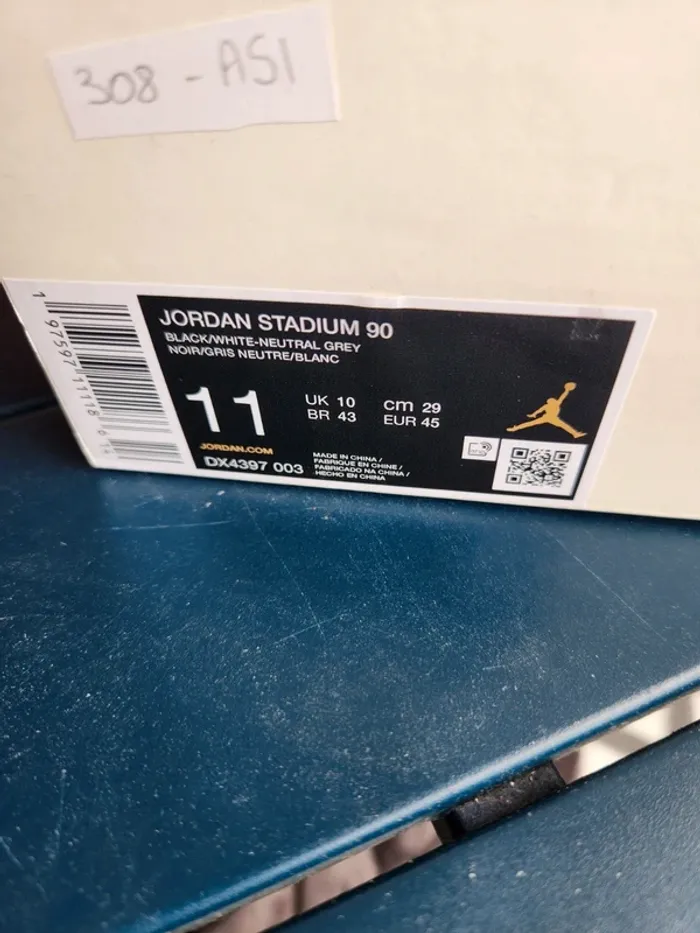 308 - AS1
JORDAN STADIUM 90
BLACK/WHITE-NEUTRAL GREY
NOIR/GRIS NEUTRE/BLANC
11
UK 10 cm 29
BR 43 EUR 45
JORDAN.COM
DX4397 003
MADE IN CHINA /
FABRIQUE EN CHINE /
FABRICADO NA CHINA /
HECHO EN CHINA